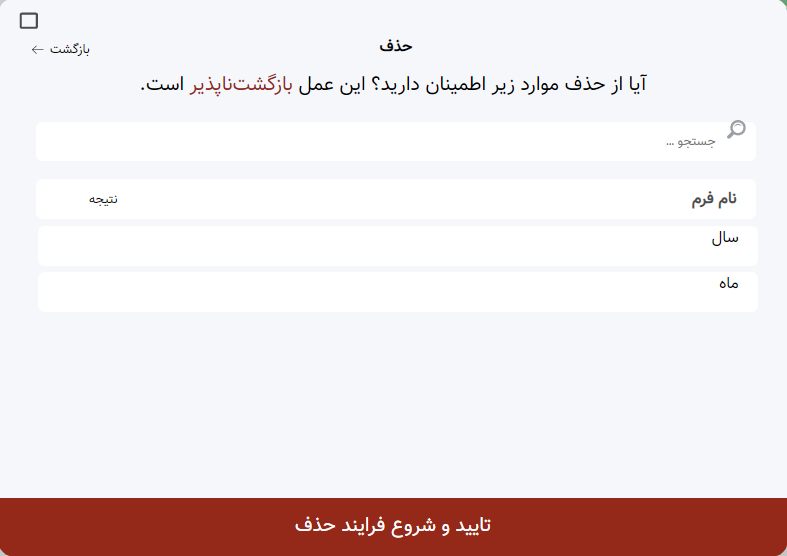 حذف
بازگشت ←
آیا از حذف موارد زیر اطمینان دارید؟ این عمل بازگشت‌ناپذیر است.
جستجو ...
نام فرم نتیجه
سال
ماه
تایید و شروع فرایند حذف